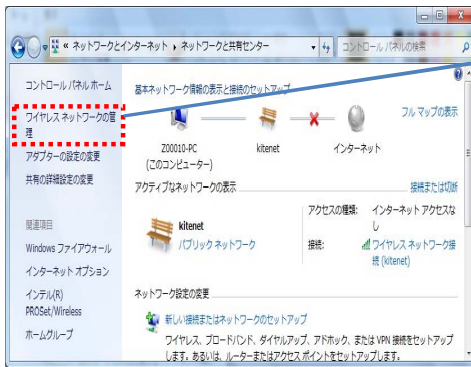 « ネットワークとインターネット ▸ ネットワークと共有センター
コントロール パネルの検索
コントロール パネル ホーム
ワイヤレス ネットワークの管
理
アダプターの設定の変更
共有の詳細設定の変更
関連項目
Windows ファイアウォール
インターネット オプション
インテル(R)
PROSet/Wireless
ホームグループ
基本ネットワーク情報の表示と接続のセットアップ
フル マップの表示
Z00010-PC
(このコンピューター)
kitenet
インターネット
アクティブなネットワークの表示
接続または切断
kitenet
パブリック ネットワーク
アクセスの種類: インターネット アクセスな
し
接続: ワイヤレス ネットワーク接
続 (kitenet)
ネットワーク設定の変更
新しい接続またはネットワークのセットアップ
ワイヤレス、ブロードバンド、ダイヤルアップ、アドホック、または VPN 接続をセットアップ
します。あるいは、ルーターまたはアクセス ポイントをセットアップします。